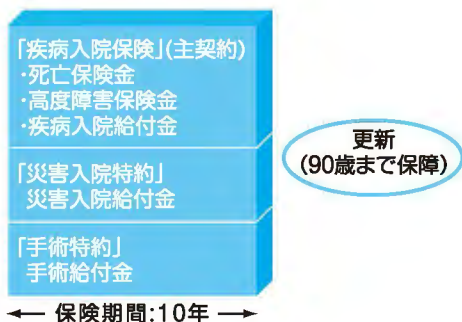 「疾病入院保険」(主契約)
・死亡保険金
・高度障害保険金
・疾病入院給付金
「災害入院特約」
災害入院給付金
「手術特約」
手術給付金
更新
(90歳まで保障)
← 保険期間:10年 →